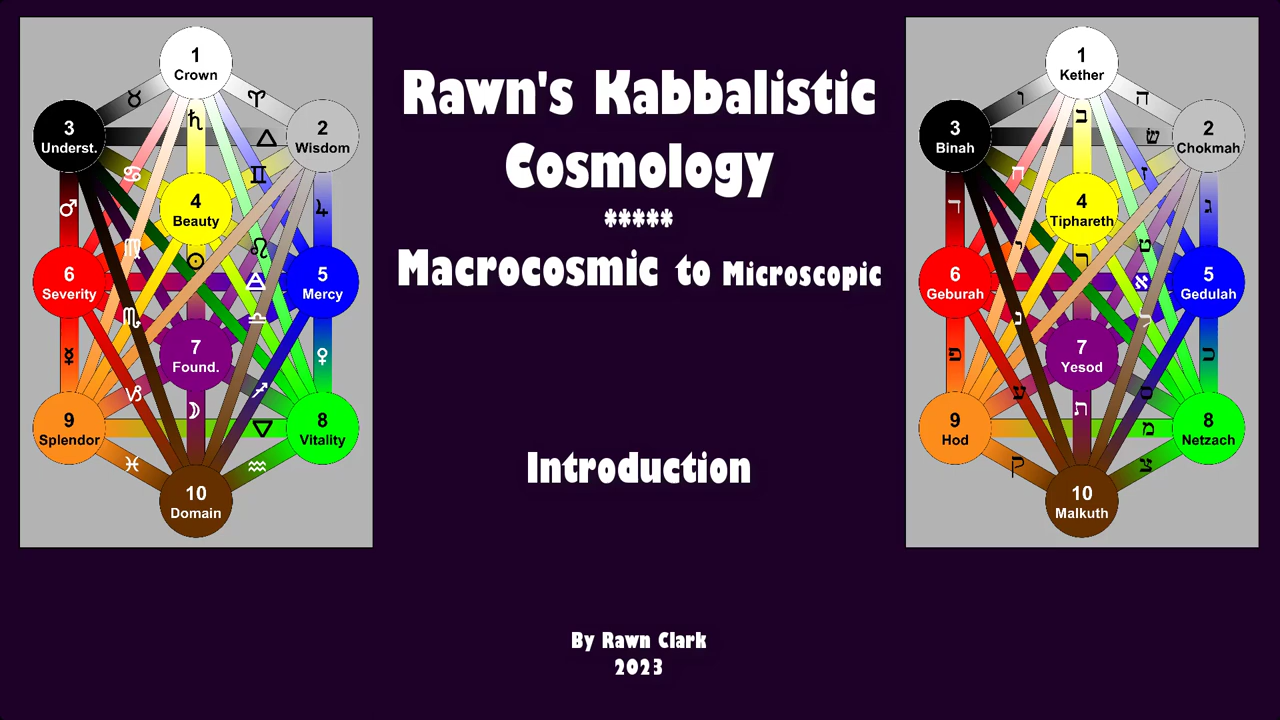 Rawn's Kabbalistic
Cosmology
*****
Macrocosmic to Microscopic
Introduction
By Rawn Clark
2023
1
Crown
♉ ♈
♄
3
Underst.
△
2
Wisdom
♋ ♊
4
Beauty
♂ ♃
♍ ♌
☉
6
Severity
5
Mercy
♏ ♎
7
Found.
☿ ♀
♑ ♐
☽
9
Splendor
▽
8
Vitality
♓ ♒
10
Domain
1
Kether
ו ה
ב
3
Binah
ש
2
Chokmah
ח ז
4
Tiphareth
ג
י ט
6
Geburah
א
5
Gedulah
נ
7
Yesod
פ
ע ס
ת
9
Hod
מ
8
Netzach
ק צ
10
Malkuth